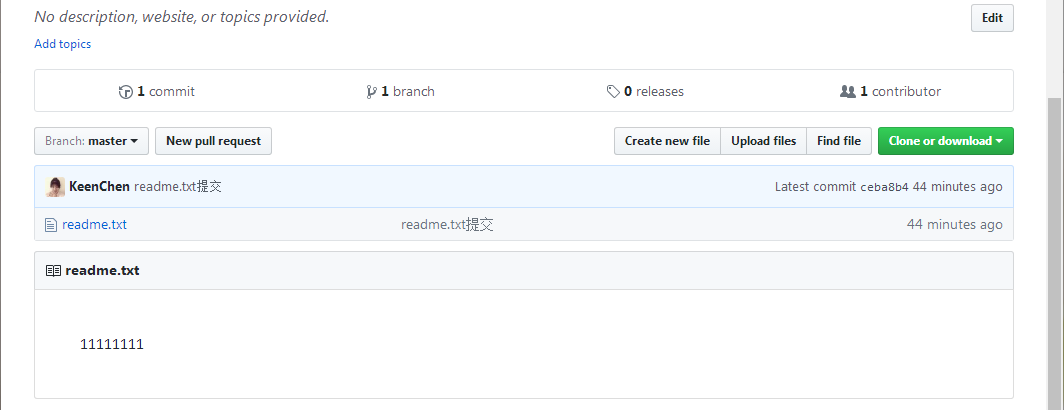 No description, website, or topics provided.
Edit
Add topics
1 commit
1 branch
0 releases
1 contributor
Branch: master
New pull request
Create new file
Upload files
Find file
Clone or download
KeenChen readme.txt提交
Latest commit ceba8b4 44 minutes ago
readme.txt
readme.txt提交
44 minutes ago
readme.txt
11111111